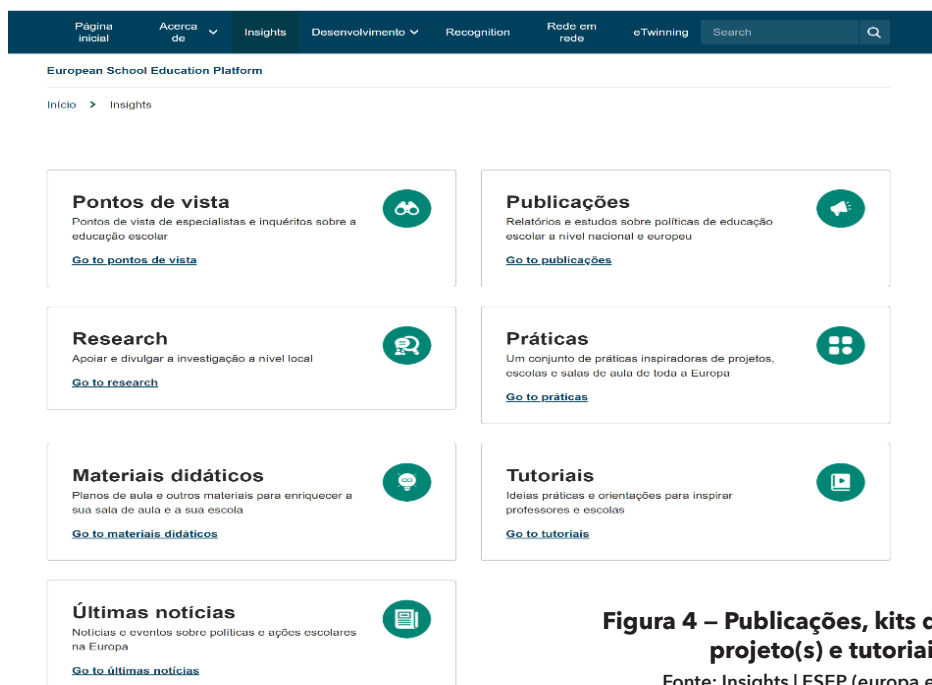 Página inicial
Acerca de
Insights
Desenvolvimento
Recognition
Rede em rede
eTwinning
Search
European School Education Platform
Início > Insights
Pontos de vista
Pontos de vista de especialistas e inquéritos sobre a
educação escolar
Go to pontos de vista
Publicações
Relatórios e estudos sobre políticas de educação
escolar a nível nacional e europeu
Go to publicações
Research
Apoiar e divulgar a investigação a nível local
Go to research
Práticas
Um conjunto de práticas inspiradoras de projetos,
escolas e salas de aula de toda a Europa
Go to práticas
Materiais didáticos
Planos de aula e outros materiais para enriquecer a
sua sala de aula e a sua escola
Go to materiais didáticos
Tutoriais
Ideias práticas e orientações para inspirar
professores e escolas
Go to tutoriais
Últimas notícias
Notícias e eventos sobre políticas e ações escolares
na Europa
Go to últimas notícias
Figura 4 – Publicações, kits
projeto(s) e tutoriai
Fonte: Insights | ESEP (europa